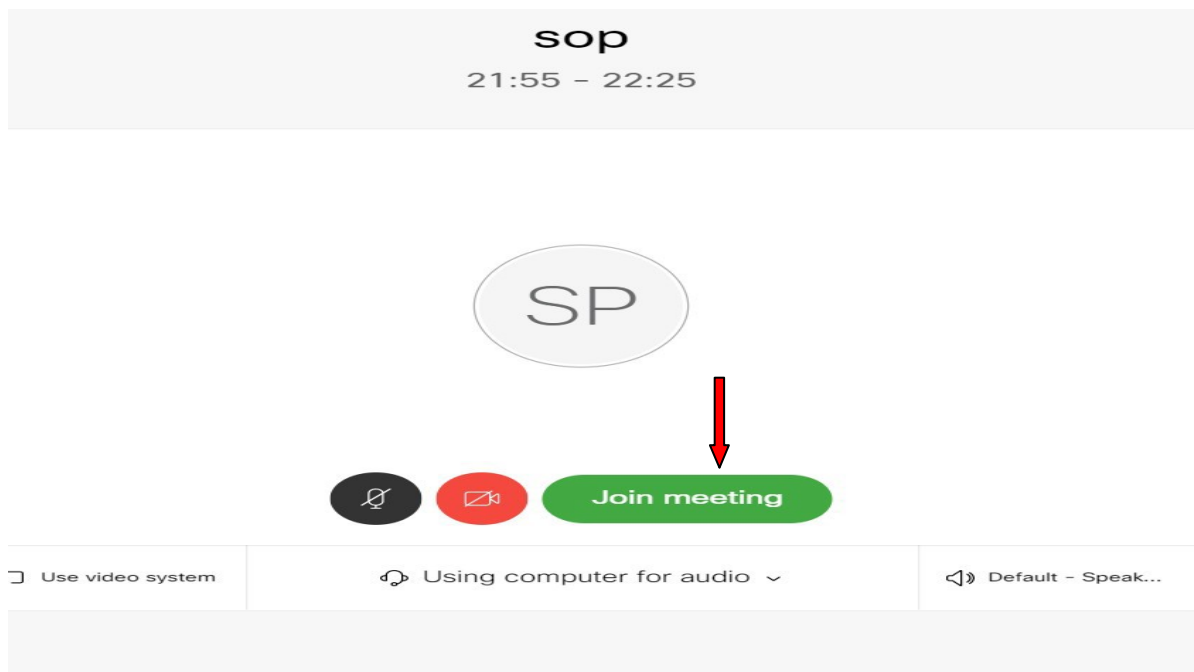 sop
21:55 - 22:25
SP
Join meeting
Use video system
Using computer for audio
Default - Speak...